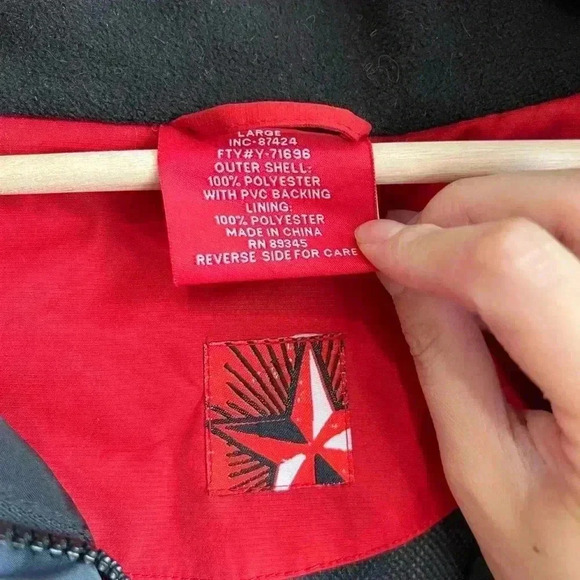 LARGE
INC-87424
FTY#Y-71696
OUTER SHELL:
100% POLYESTER
WITH PVC BACKING
LINING:
100% POLYESTER
MADE IN CHINA
RN 89345
REVERSE SIDE FOR CARE